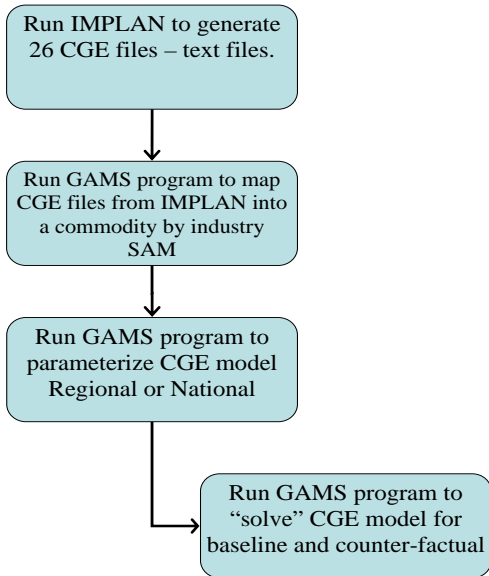 Run IMPLAN to generate
26 CGE files – text files.
Run GAMS program to map
CGE files from IMPLAN into
a commodity by industry
SAM
Run GAMS program to
parameterize CGE model
Regional or National
Run GAMS program to
“solve” CGE model for
baseline and counter-factual